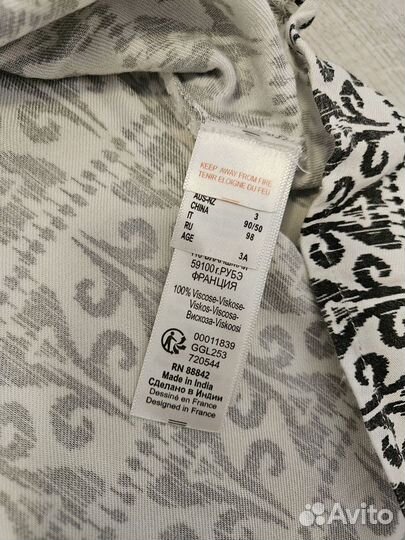 KEEP AWAY FROM FIRE
TENIR ELOIGNE DU FEU
AUS-NZ 3
CHINA 90/50
IT 98
RU
AGE 3A
59100 г.РУБЭ
ФРАНЦИЯ
100% Viscose-Viskose-
Viskos-Viscosa-
Вискоза-Viskoosi
00011839
GGL253
720544
RN 88842
Made in India
Сделано в Индии
Dessiné en France
Designed in France
Avito